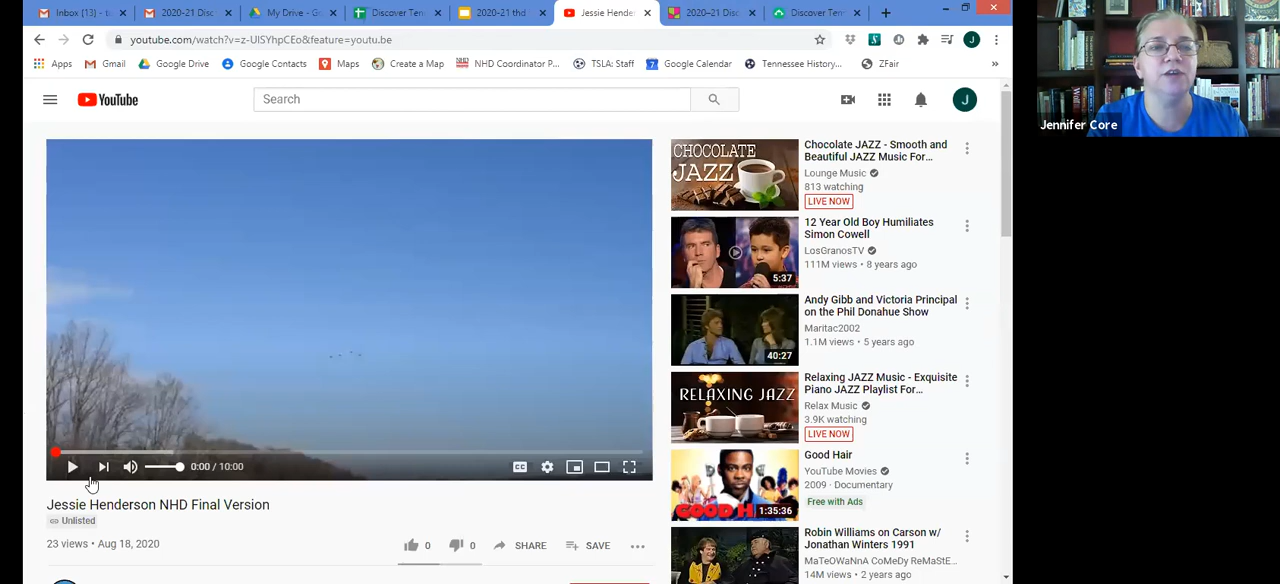 Inbox (13) - t
2020-21 Disc
My Drive - G
Discover Ten
2020-21 thd
Jessie Hender
2020–21 Disc
Discover Ten
youtube.com/watch?v=z-UISYhpCEo&feature=youtu.be
J
Apps
Gmail
Google Drive
Google Contacts
Maps
Create a Map
NHD Coordinator P...
TSLA: Staff
Google Calendar
Tennessee History...
ZFair
»
YouTube
Search
J
Jennifer Core
CHOCOLATE
JAZZ
Chocolate JAZZ - Smooth and
Beautiful JAZZ Music For...
Lounge Music
813 watching
LIVE NOW
5:37
12 Year Old Boy Humiliates
Simon Cowell
LosGranosTV
111M views • 8 years ago
40:27
Andy Gibb and Victoria Principal
on the Phil Donahue Show
Maritac2002
1.1M views • 5 years ago
RELAXING JAZZ
Relaxing JAZZ Music - Exquisite
Piano JAZZ Playlist For...
Relax Music
3.9K watching
LIVE NOW
GOOD H
1:35:36
Good Hair
YouTube Movies
2009 · Documentary
Free with Ads
Robin Williams on Carson w/
Jonathan Winters 1991
MaTeOWaNnA CoMeDy ReMaStE...
14M views • 2 years ago
0:00 / 10:00
CC
Jessie Henderson NHD Final Version
Unlisted
23 views • Aug 18, 2020
0
0
SHARE
SAVE